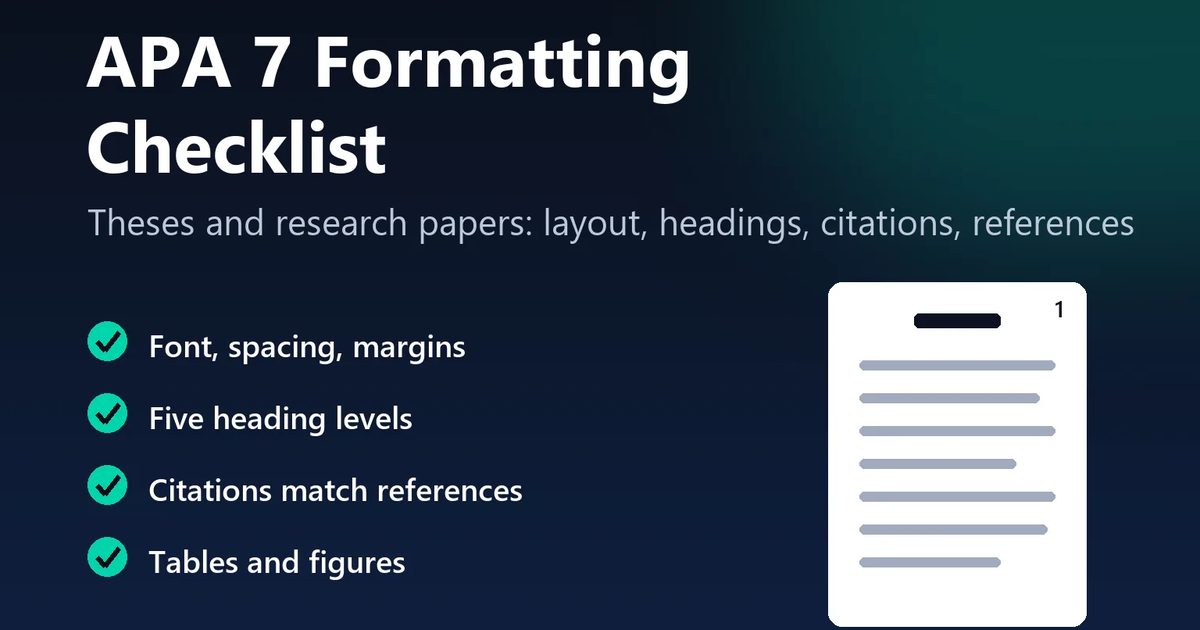 APA 7 Formatting
Checklist
Theses and research papers: layout, headings, citations, references
1
Font, spacing, margins
Five heading levels
Citations match references
Tables and figures